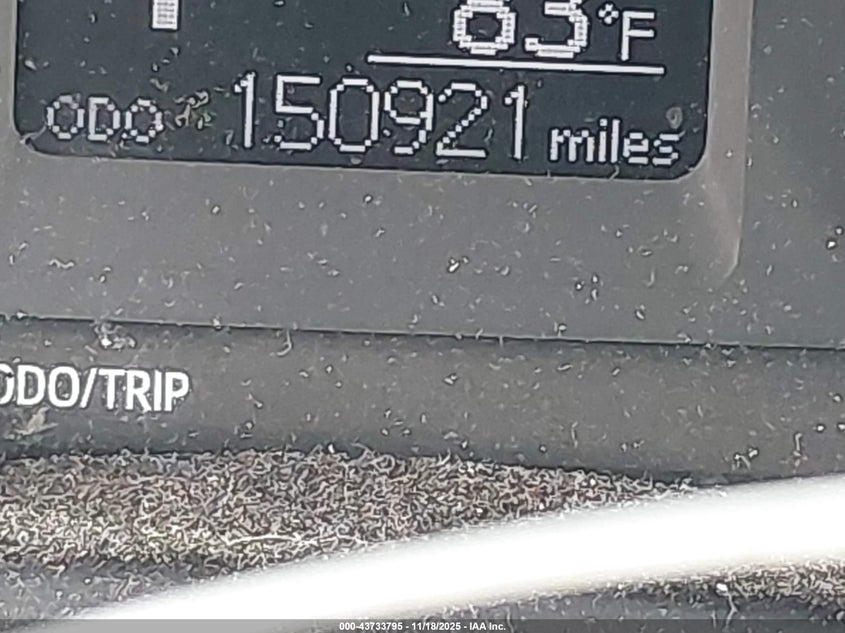 83°F
ODO 150921 miles
ODO/TRIP
000-43733795 - 11/18/2025 - IAA Inc.